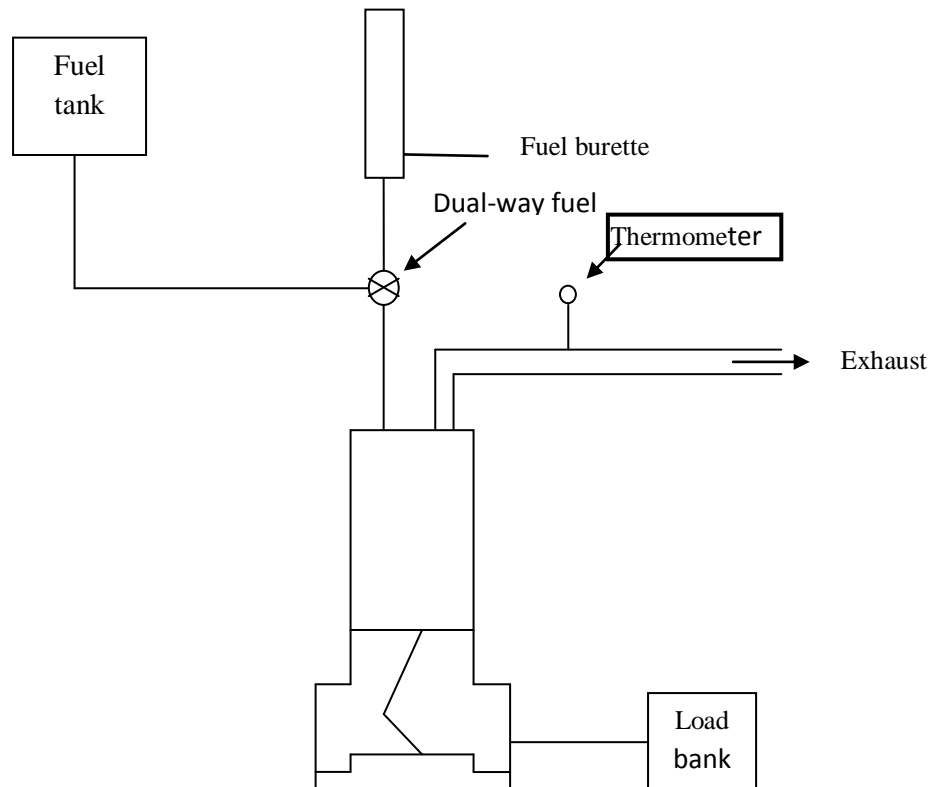 Fuel
tank
Fuel burette
Dual-way fuel
Thermometer
Exhaust
Load
bank